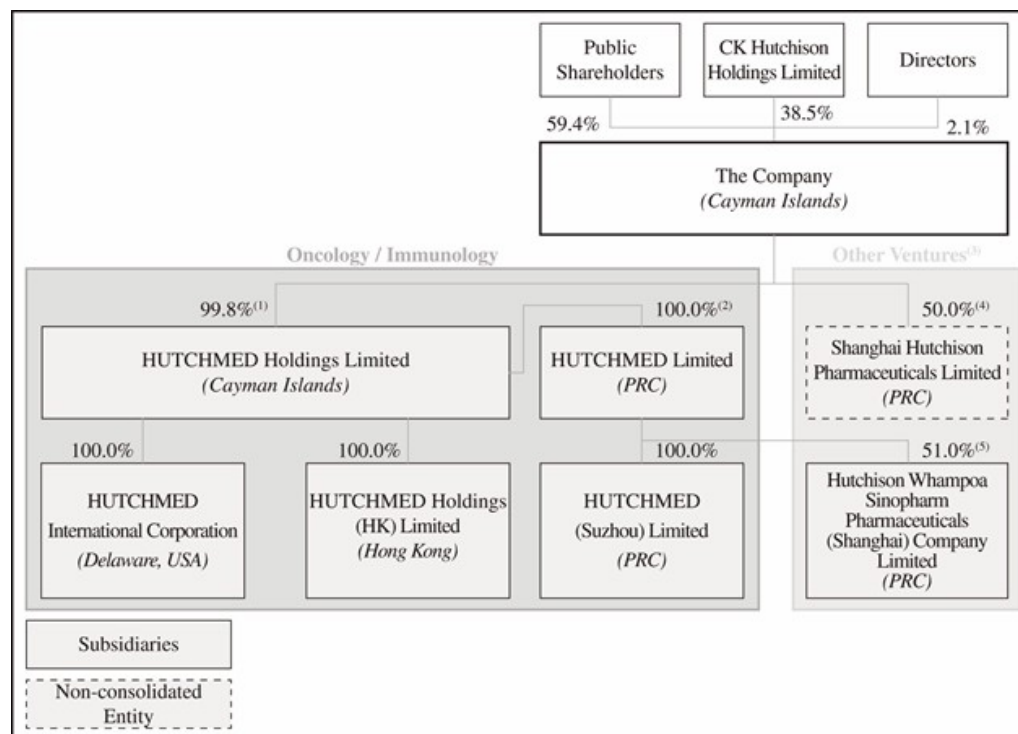 Public
Shareholders
CK Hutchison
Holdings Limited
Directors
59.4%
38.5%
2.1%
The Company
(Cayman Islands)
Oncology / Immunology
Other Ventures(3)
99.8%(1)
100.0%(2)
50.0%(4)
HUTCHMED Holdings Limited
(Cayman Islands)
HUTCHMED Limited
(PRC)
Shanghai Hutchison
Pharmaceuticals Limited
(PRC)
100.0%
100.0%
100.0%
51.0%(5)
HUTCHMED
International Corporation
(Delaware, USA)
HUTCHMED Holdings
(HK) Limited
(Hong Kong)
HUTCHMED
(Suzhou) Limited
(PRC)
Hutchison Whampoa
Sinopharm
Pharmaceuticals
(Shanghai) Company
Limited
(PRC)
Subsidiaries
Non-consolidated
Entity